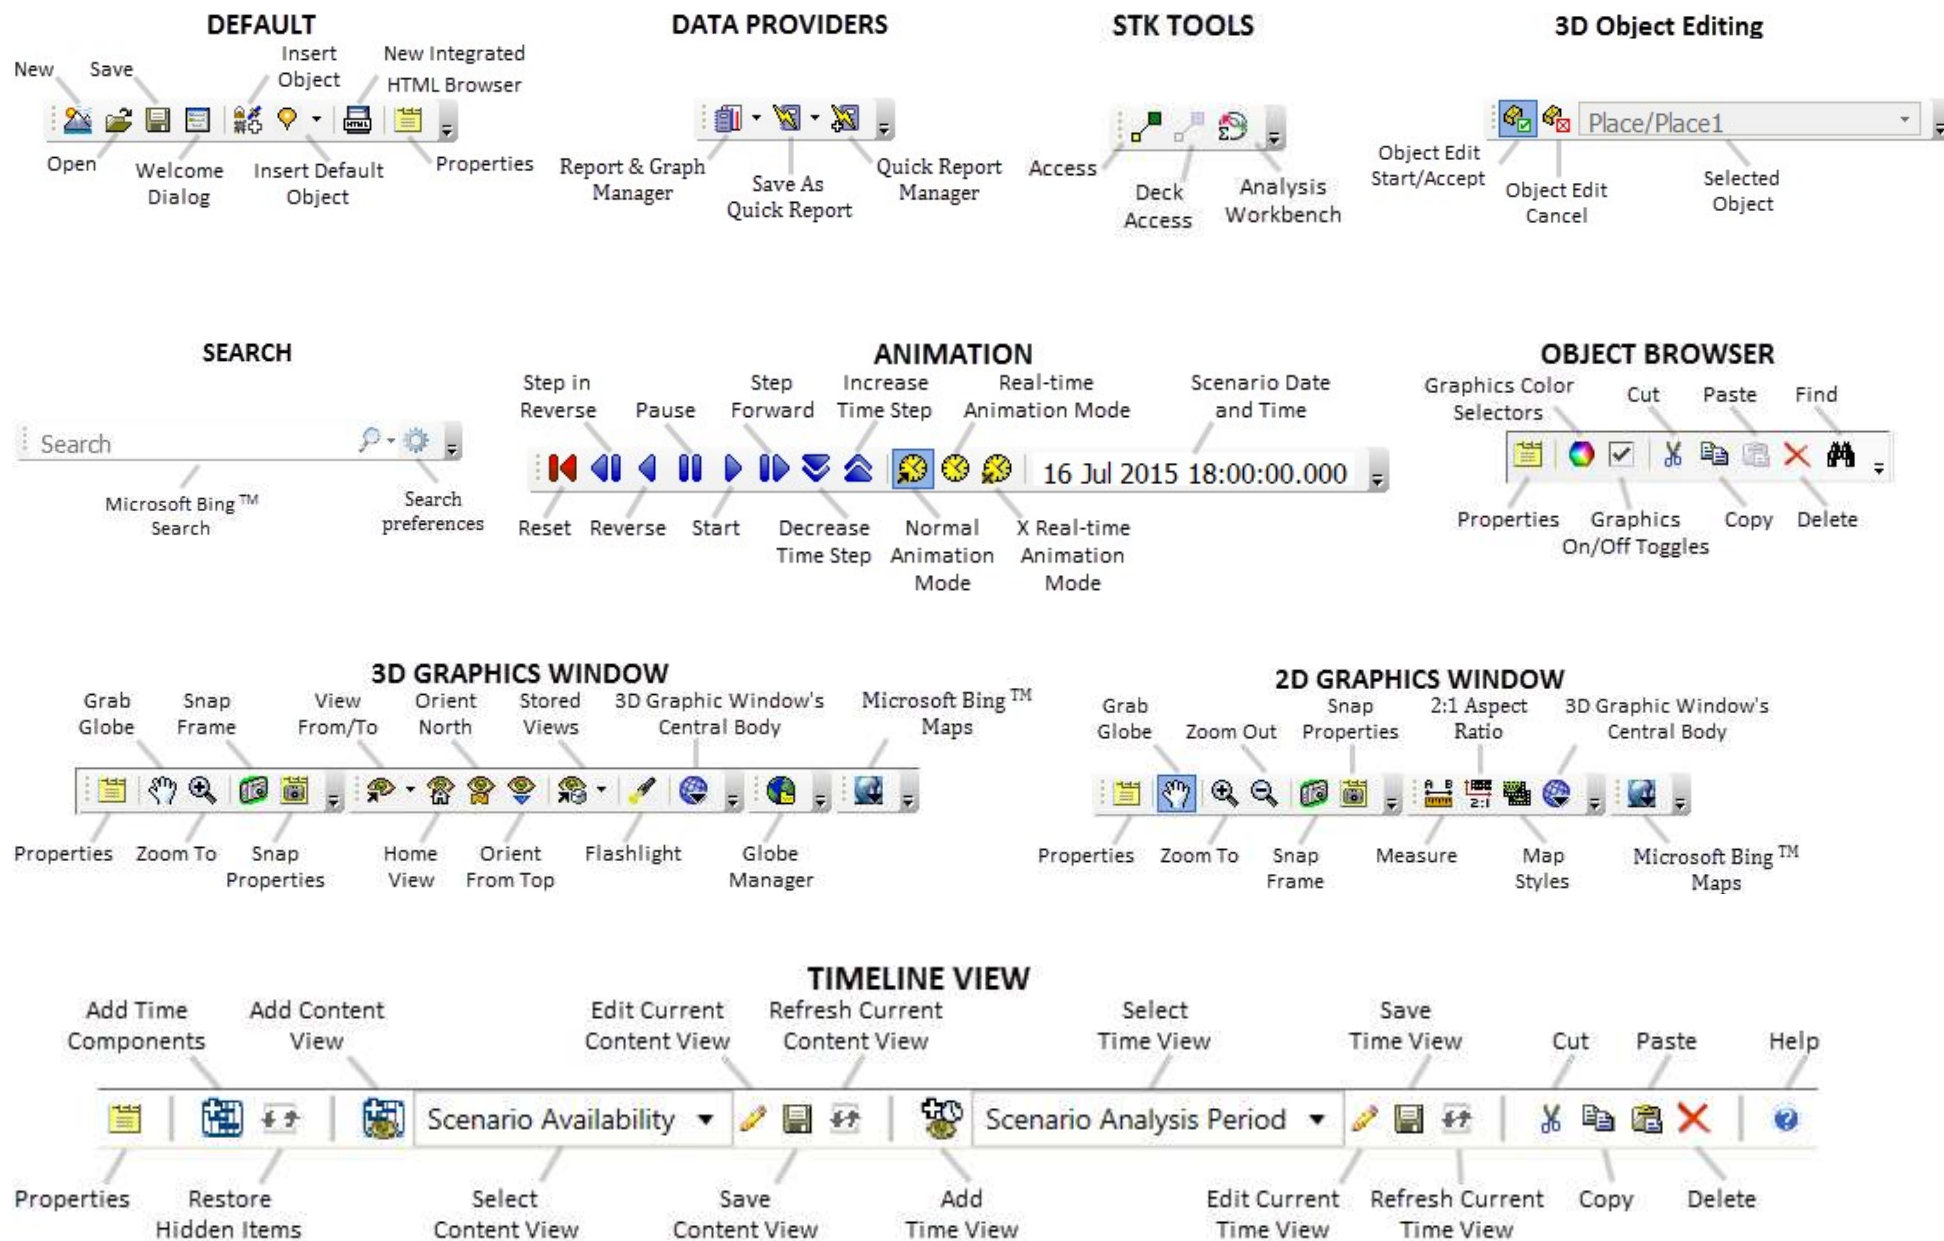 DEFAULT
New
Save
Insert
Object
New Integrated
HTML Browser
HTML
Open
Welcome
Dialog
Insert Default
Object
Properties
DATA PROVIDERS
Report & Graph
Manager
Save As
Quick Report
Quick Report
Manager
STK TOOLS
Access
Deck
Access
Analysis
Workbench
3D Object Editing
Place/Place1
Object Edit
Start/Accept
Object Edit
Cancel
Selected
Object
SEARCH
Search
Microsoft Bing ™
Search
Search
preferences
ANIMATION
Step in
Reverse
Pause
Step
Forward
Increase
Time Step
Real-time
Animation Mode
Scenario Date
and Time
16 Jul 2015 18:00:00.000
Reset
Reverse
Start
Decrease
Time Step
Normal
Animation
Mode
X Real-time
Animation
Mode
OBJECT BROWSER
Graphics Color
Selectors
Cut
Paste
Find
Properties
Graphics
On/Off Toggles
Copy
Delete
3D GRAPHICS WINDOW
Grab
Globe
Snap
Frame
View
From/To
Orient
North
Stored
Views
3D Graphic Window's
Central Body
Microsoft Bing ™
Maps
Properties
Zoom To
Snap
Properties
Home
View
Orient
From Top
Flashlight
Globe
Manager
2D GRAPHICS WINDOW
Grab
Globe
Zoom Out
Snap
Properties
2:1 Aspect
Ratio
3D Graphic Window's
Central Body
A B
2:1
Properties
Zoom To
Snap
Frame
Measure
Map
Styles
Microsoft Bing ™
Maps
TIMELINE VIEW
Add Time
Components
Add Content
View
Edit Current
Content View
Refresh Current
Content View
Select
Time View
Save
Time View
Cut
Paste
Help
Scenario Availability
Scenario Analysis Period
Properties
Restore
Hidden Items
Select
Content View
Save
Content View
Add
Time View
Edit Current
Time View
Refresh Current
Time View
Copy
Delete